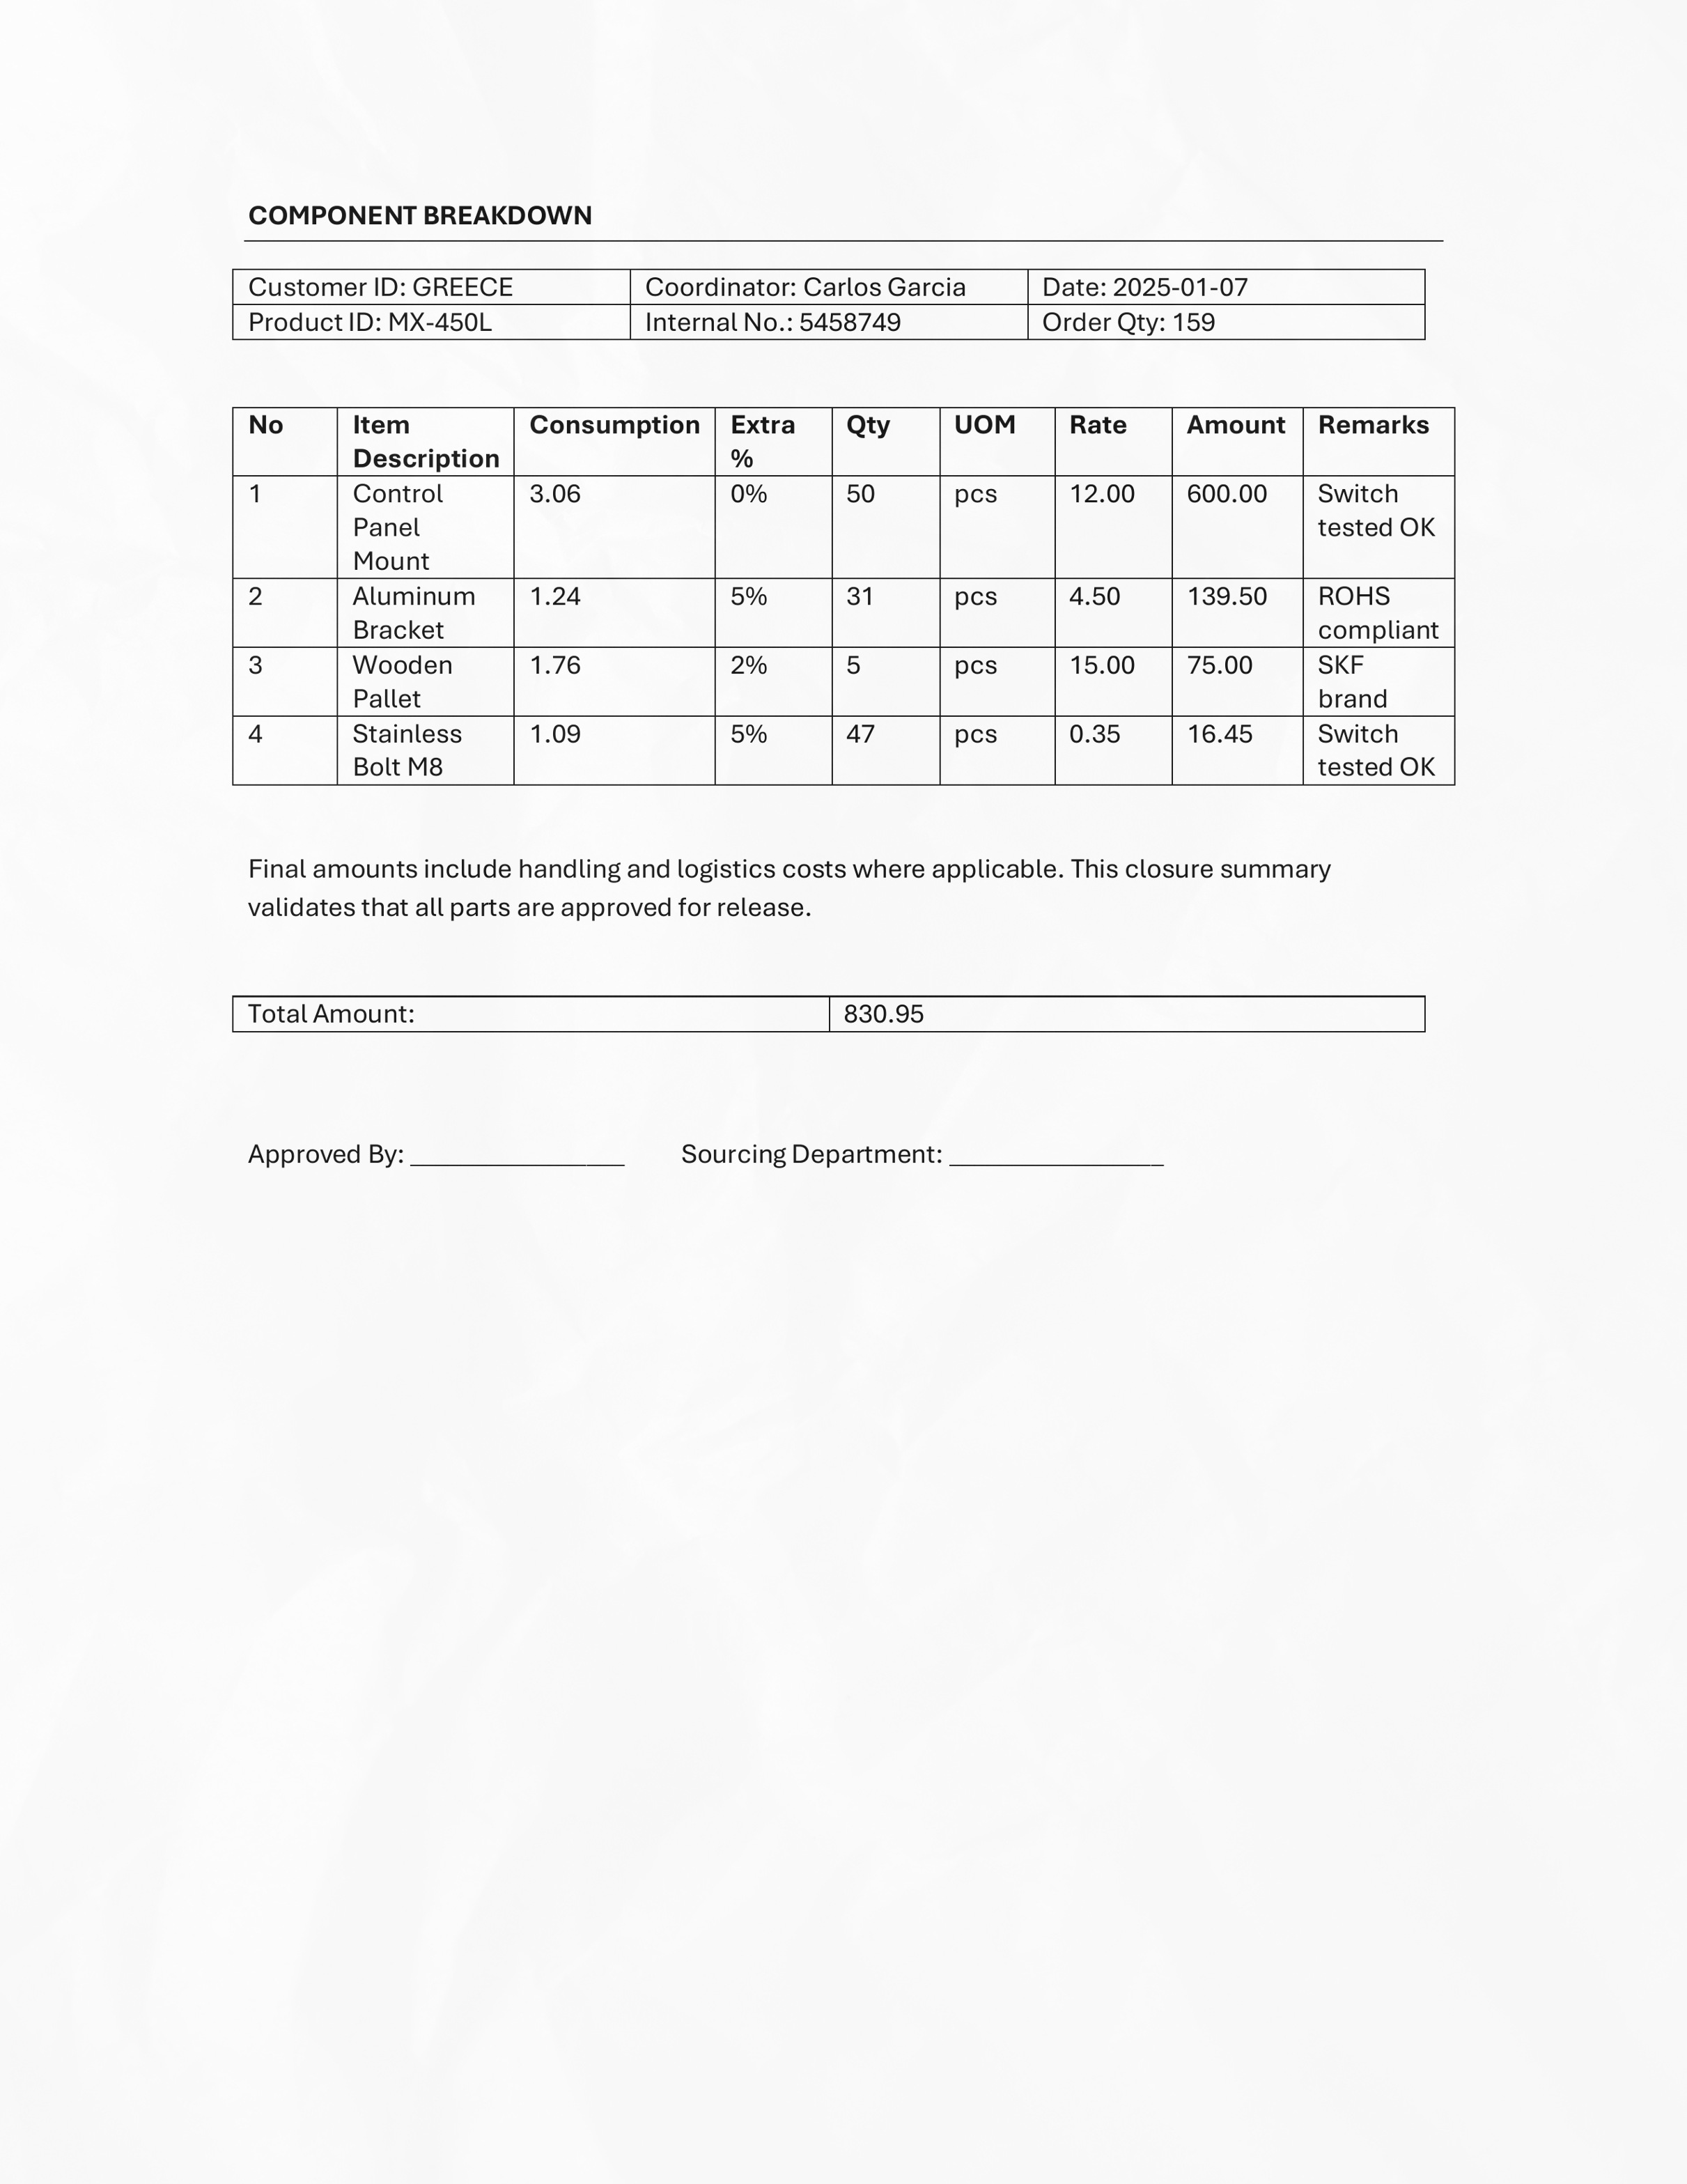 COMPONENT BREAKDOWN
Customer ID: GREECE Coordinator: Carlos Garcia Date: 2025-01-07
Product ID: MX-450L Internal No.: 5458749 Order Qty: 159
No Item Description Consumption Extra % Qty UOM Rate Amount Remarks
1 Control Panel Mount 3.06 0% 50 pcs 12.00 600.00 Switch tested OK
2 Aluminum Bracket 1.24 5% 31 pcs 4.50 139.50 ROHS compliant
3 Wooden Pallet 1.76 2% 5 pcs 15.00 75.00 SKF brand
4 Stainless Bolt M8 1.09 5% 47 pcs 0.35 16.45 Switch tested OK
Final amounts include handling and logistics costs where applicable. This closure summary
validates that all parts are approved for release.
Total Amount: 830.95
Approved By: ________________ Sourcing Department: ________________